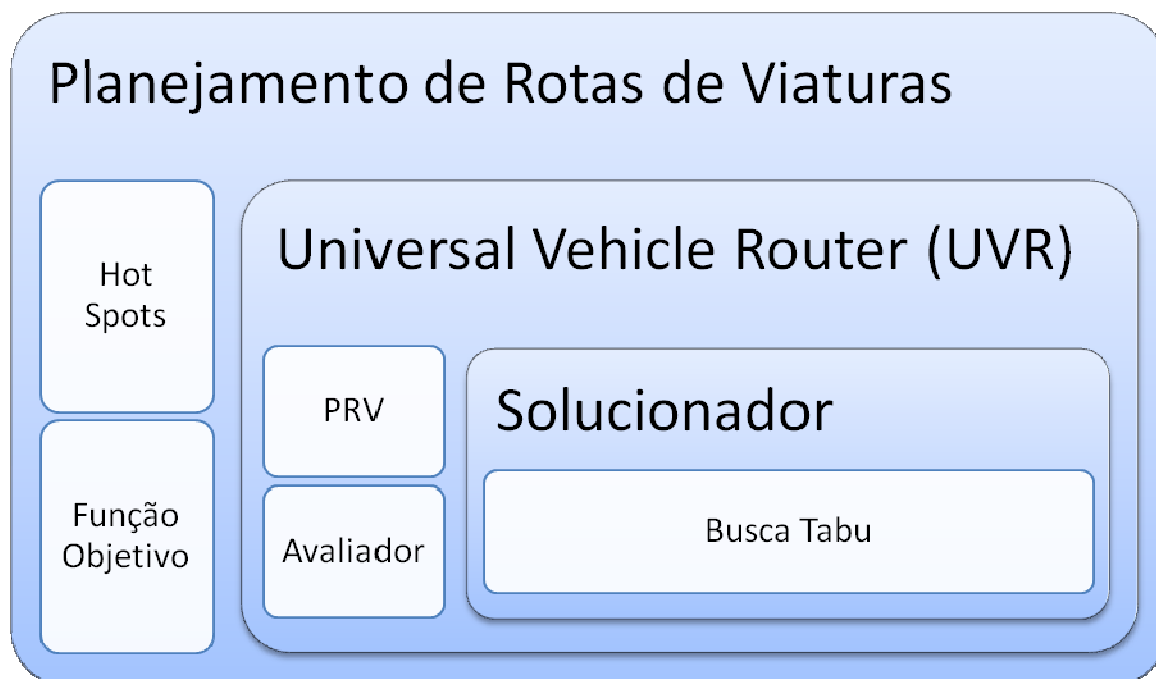 Planejamento de Rotas de Viaturas
Hot
Spots
Função
Objetivo
Universal Vehicle Router (UVR)
PRV
Avaliador
Solucionador
Busca Tabu